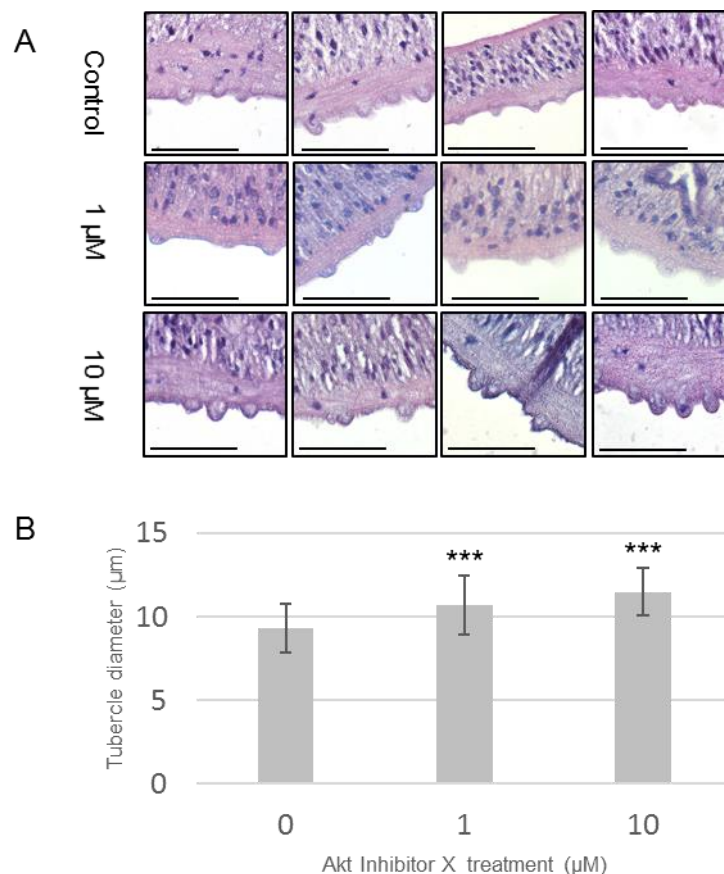 A
Control
1 µM
10 µM
B
15
10
5
0
*** ***
0 1 10
Tubercle diameter (µm)
Akt Inhibitor X treatment (µM)